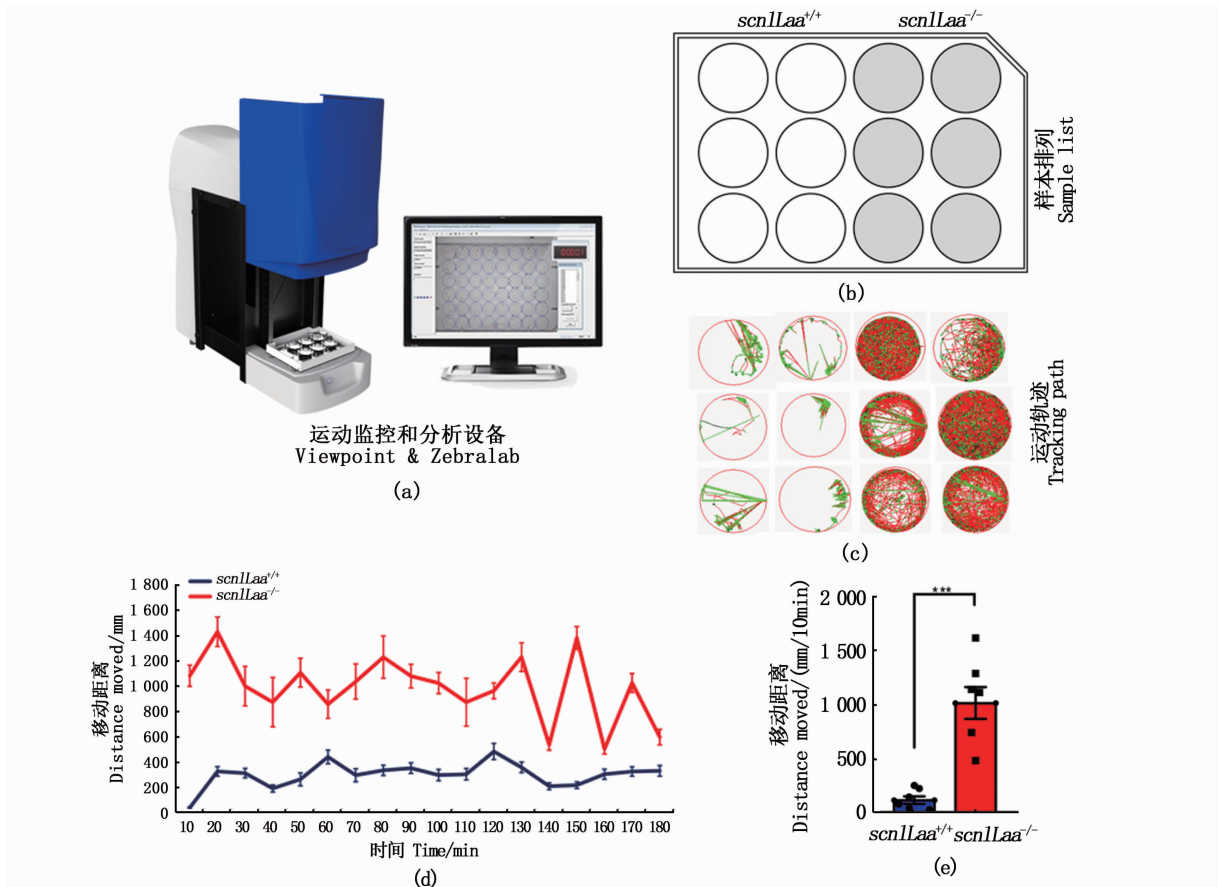 运动监控和分析设备
Viewpoint & Zebralab
(a)
scn1Laa+/+ scn1Laa-/-
样本排列
Sample list
(b)
运动轨迹
Tracking path
(c)
scn1Laa+/+
scn1Laa-/-
移动距离
Distance moved/mm
1 800
1 600
1 400
1 200
1 000
800
600
400
200
0
10 20 30 40 50 60 70 80 90 100 110 120 130 140 150 160 170 180
时间 Time/min
(d)
***
移动距离
Distance moved/(mm/10min)
2 000
1 500
1 000
500
0
scn1Laa+/+ scn1Laa-/-
(e)